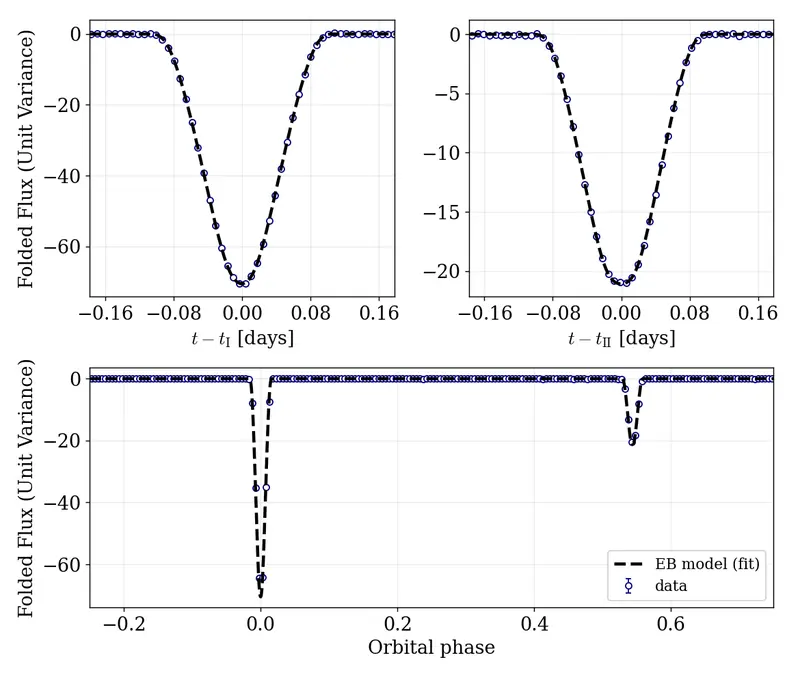 Folded Flux (Unit Variance)
0
−20
−40
−60
−0.16 −0.08 0.00 0.08 0.16
t − t_I [days]
0
−5
−10
−15
−20
−0.16 −0.08 0.00 0.08 0.16
t − t_II [days]
Folded Flux (Unit Variance)
0
−20
−40
−60
EB model (fit)
data
−0.2 0.0 0.2 0.4 0.6
Orbital phase